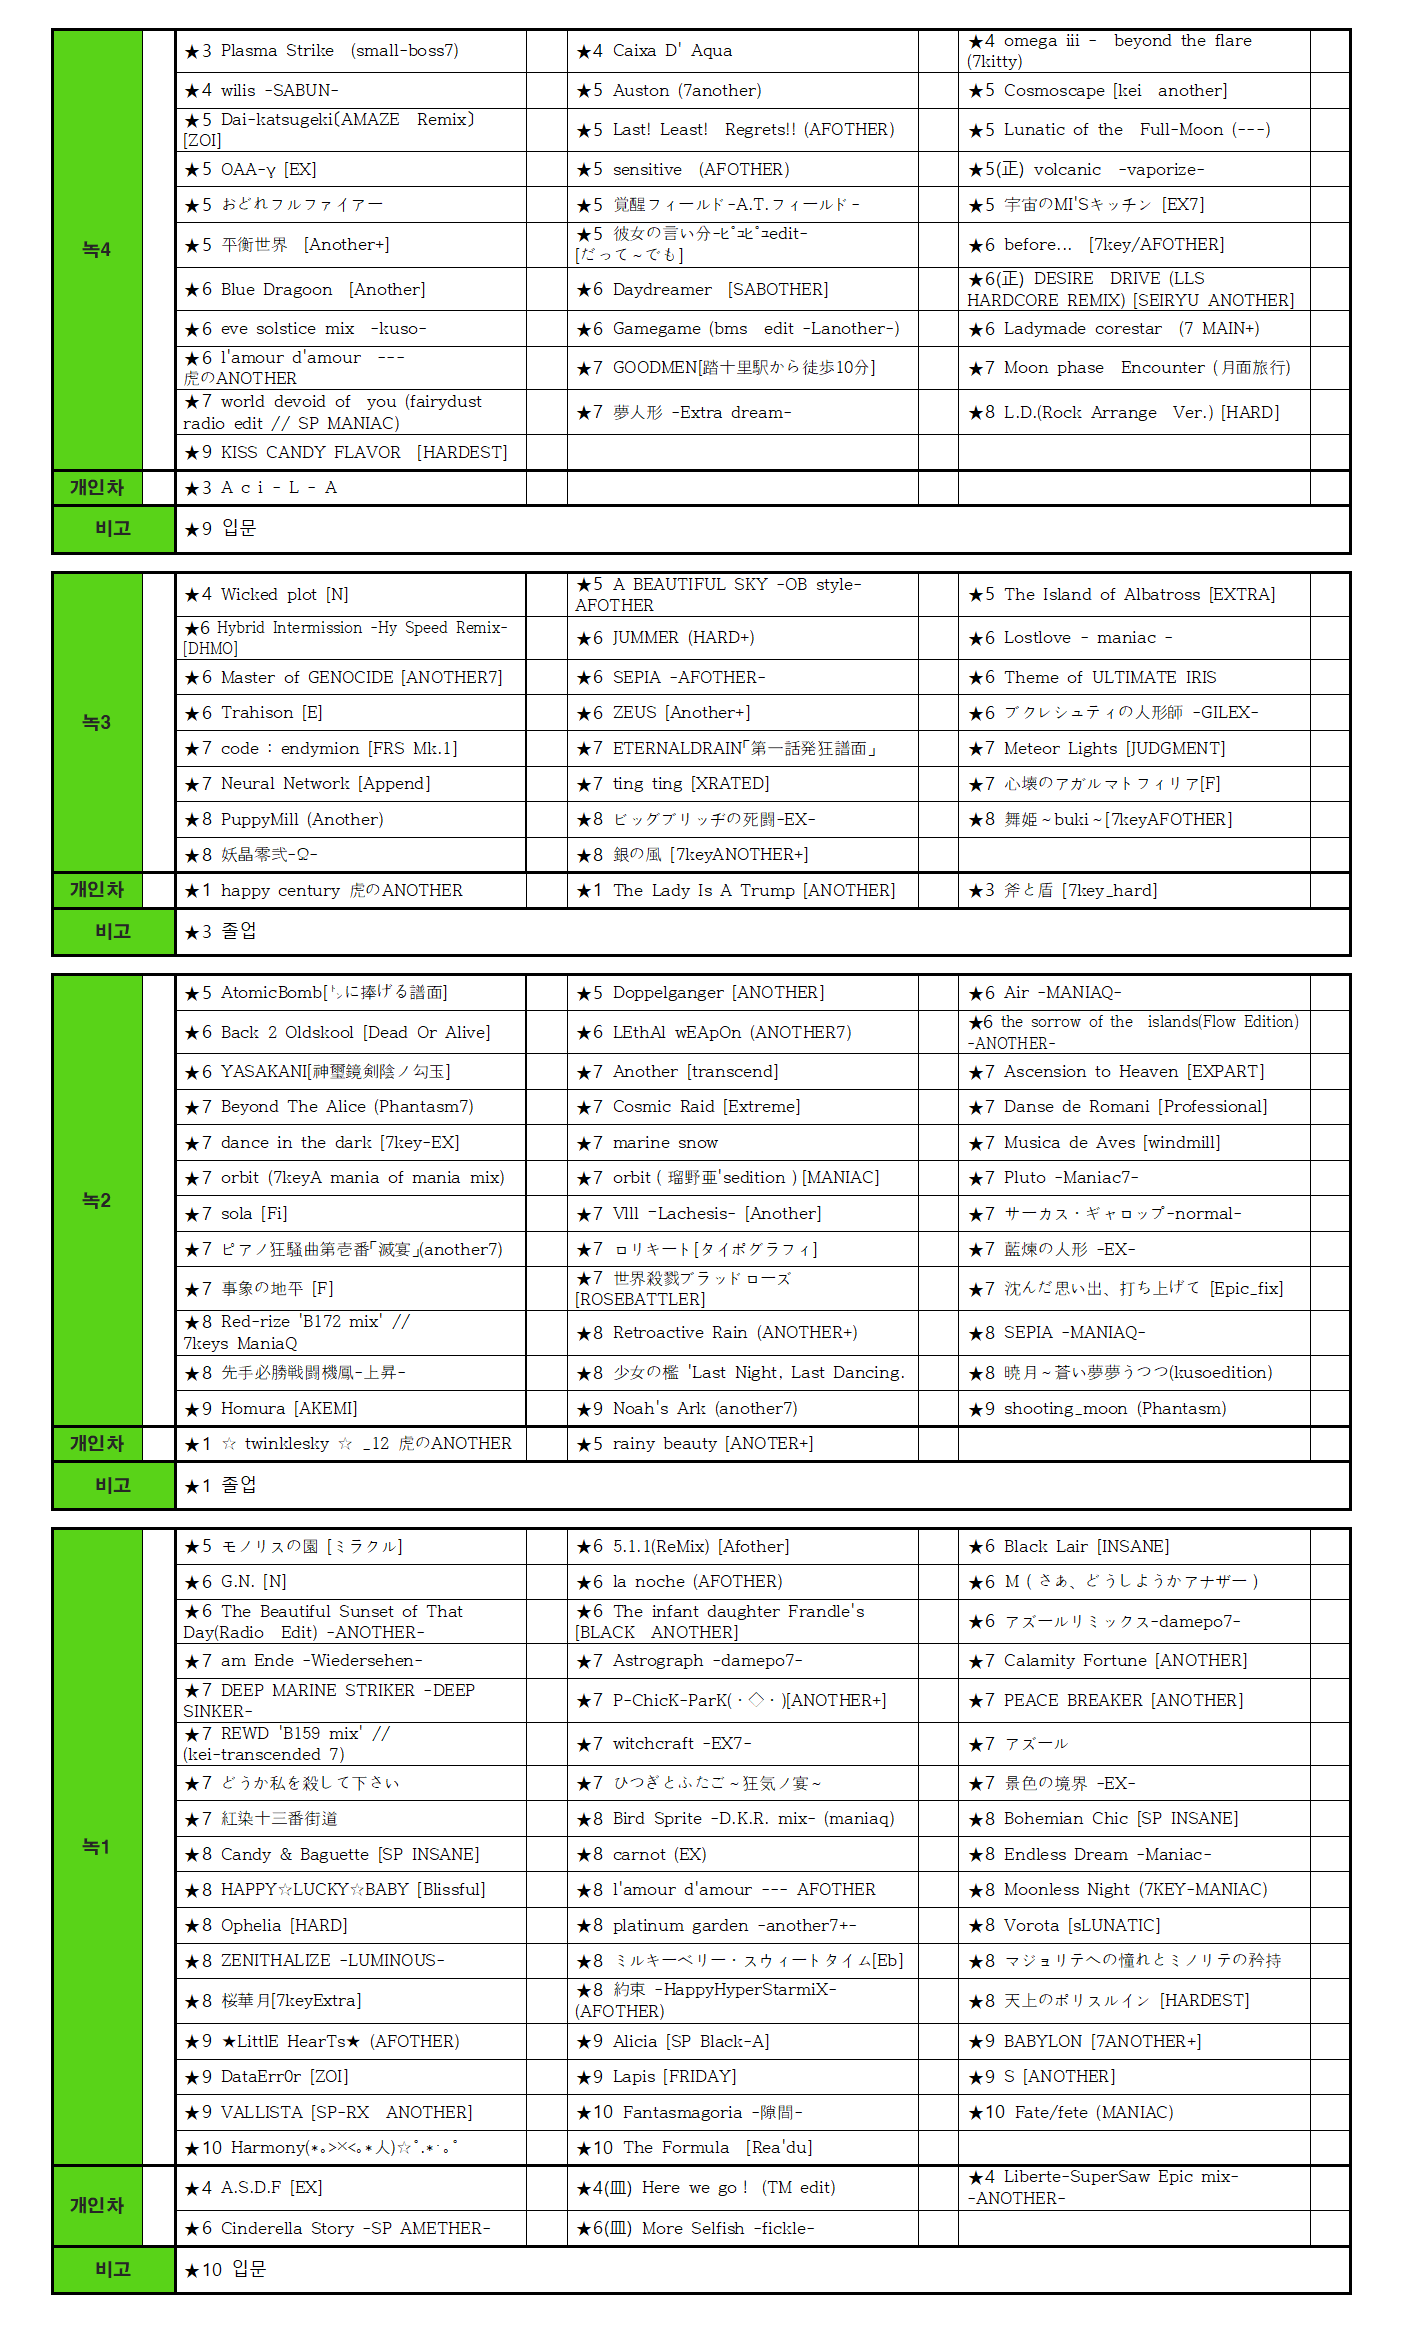 녹4
★3 Plasma Strike (small-boss7)
★4 Caixa D' Aqua
★4 omega iii - beyond the flare
(7kitty)
★4 wilis -SABUN-
★5 Auston (7another)
★5 Cosmoscape [kei another]
★5 Dai-katsugeki〔AMAZE Remix〕
[ZOI]
★5 Last! Least! Regrets!! (AFOTHER)
★5 Lunatic of the Full-Moon (---)
★5 OAA-γ [EX]
★5 sensitive (AFOTHER)
★5(正) volcanic -vaporize-
★5 おどれフルファイアー
★5 覚醒フィールド-A.T.フィールド-
★5 宇宙のMI'Sキッチン [EX7]
★5 平衡世界 [Another+]
★5 彼女の言い分-ﾋﾟｭﾋﾟｭedit-
[だって~でも]
★6 before... [7key/AFOTHER]
★6 Blue Dragoon [Another]
★6 Daydreamer [SABOTHER]
★6(正) DESIRE DRIVE (LLS
HARDCORE REMIX) [SEIRYU ANOTHER]
★6 eve solstice mix -kuso-
★6 Gamegame (bms edit -Lanother-)
★6 Ladymade corestar (7 MAIN+)
★6 l'amour d'amour ---
虎のANOTHER
★7 GOODMEN[踏十里駅から徒歩10分]
★7 Moon phase Encounter (月面旅行)
★7 world devoid of you (fairydust
radio edit // SP MANIAC)
★7 夢人形 -Extra dream-
★8 L.D.(Rock Arrange Ver.) [HARD]
★9 KISS CANDY FLAVOR [HARDEST]
개인차
★3 A c i - L - A
비고
★9 입문
녹3
★4 Wicked plot [N]
★5 A BEAUTIFUL SKY -OB style-
AFOTHER
★5 The Island of Albatross [EXTRA]
★6 Hybrid Intermission -Hy Speed Remix-
[DHMO]
★6 JUMMER (HARD+)
★6 Lostlove - maniac -
★6 Master of GENOCIDE [ANOTHER7]
★6 SEPIA -AFOTHER-
★6 Theme of ULTIMATE IRIS
★6 Trahison [E]
★6 ZEUS [Another+]
★6 ブクレシュティの人形師 -GILEX-
★7 code : endymion [FRS Mk.1]
★7 ETERNALDRAIN「第一話発狂譜面」
★7 Meteor Lights [JUDGMENT]
★7 Neural Network [Append]
★7 ting ting [XRATED]
★7 心壊のアガルマトフィリア[F]
★8 PuppyMill (Another)
★8 ビッグブリッヂの死闘-EX-
★8 舞姫~buki~[7keyAFOTHER]
★8 妖晶零弐-Ω-
★8 銀の風 [7keyANOTHER+]
개인차
★1 happy century 虎のANOTHER
★1 The Lady Is A Trump [ANOTHER]
★3 斧と盾 [7key_hard]
비고
★3 졸업
녹2
★5 AtomicBomb[㌧に捧げる譜面]
★5 Doppelganger [ANOTHER]
★6 Air -MANIAQ-
★6 Back 2 Oldskool [Dead Or Alive]
★6 LEthAl wEApOn (ANOTHER7)
★6 the sorrow of the islands(Flow Edition)
-ANOTHER-
★6 YASAKANI[神璽鏡剣陰ノ勾玉]
★7 Another [transcend]
★7 Ascension to Heaven [EXPART]
★7 Beyond The Alice (Phantasm7)
★7 Cosmic Raid [Extreme]
★7 Danse de Romani [Professional]
★7 dance in the dark [7key-EX]
★7 marine snow
★7 Musica de Aves [windmill]
★7 orbit (7keyA mania of mania mix)
★7 orbit ( 瑠野亜'sedition ) [MANIAC]
★7 Pluto -Maniac7-
★7 sola [Fi]
★7 Vlll -Lachesis- [Another]
★7 サーカス・ギャロップ-normal-
★7 ピアノ狂騒曲第壱番「滅宴」(another7)
★7 ロリキート[タイポグラフィ]
★7 藍煉の人形 -EX-
★7 事象の地平 [F]
★7 世界殺戮ブラッドローズ
[ROSEBATTLER]
★7 沈んだ思い出、打ち上げて [Epic_fix]
★8 Red-rize 'B172 mix' //
7keys ManiaQ
★8 Retroactive Rain (ANOTHER+)
★8 SEPIA -MANIAQ-
★8 先手必勝戦闘機鳳-上昇-
★8 少女の檻 'Last Night, Last Dancing.
★8 暁月~蒼い夢夢うつつ(kusoedition)
★9 Homura [AKEMI]
★9 Noah's Ark (another7)
★9 shooting_moon (Phantasm)
개인차
★1 ☆ twinklesky ☆ _12 虎のANOTHER
★5 rainy beauty [ANOTER+]
비고
★1 졸업
녹1
★5 モノリスの園 [ミラクル]
★6 5.1.1(ReMix) [Afother]
★6 Black Lair [INSANE]
★6 G.N. [N]
★6 la noche (AFOTHER)
★6 M ( さぁ、どうしようかアナザー )
★6 The Beautiful Sunset of That
Day(Radio Edit) -ANOTHER-
★6 The infant daughter Frandle's
[BLACK ANOTHER]
★6 アズールリミックス-damepo7-
★7 am Ende -Wiedersehen-
★7 Astrograph -damepo7-
★7 Calamity Fortune [ANOTHER]
★7 DEEP MARINE STRIKER -DEEP
SINKER-
★7 P-ChicK-ParK(・◇・)[ANOTHER+]
★7 PEACE BREAKER [ANOTHER]
★7 REWD 'B159 mix' //
(kei-transcended 7)
★7 witchcraft -EX7-
★7 アズール
★7 どうか私を殺して下さい
★7 ひつぎとふたご~狂気ノ宴~
★7 景色の境界 -EX-
★7 紅染十三番街道
★8 Bird Sprite -D.K.R. mix- (maniaq)
★8 Bohemian Chic [SP INSANE]
★8 Candy & Baguette [SP INSANE]
★8 carnot (EX)
★8 Endless Dream -Maniac-
★8 HAPPY☆LUCKY☆BABY [Blissful]
★8 l'amour d'amour --- AFOTHER
★8 Moonless Night (7KEY-MANIAC)
★8 Ophelia [HARD]
★8 platinum garden -another7+-
★8 Vorota [sLUNATIC]
★8 ZENITHALIZE -LUMINOUS-
★8 ミルキーベリー・スウィートタイム[Eb]
★8 マジョリテへの憧れとミノリテの矜持
★8 桜華月[7keyExtra]
★8 約束 -HappyHyperStarmiX-
(AFOTHER)
★8 天上のポリスルイン [HARDEST]
★9 ★LittlE HearTs★ (AFOTHER)
★9 Alicia [SP Black-A]
★9 BABYLON [7ANOTHER+]
★9 DataErr0r [ZOI]
★9 Lapis [FRIDAY]
★9 S [ANOTHER]
★9 VALLISTA [SP-RX ANOTHER]
★10 Fantasmagoria -隙間-
★10 Fate/fete (MANIAC)
★10 Harmony(*｡>×<｡*人)☆ﾟ.*･｡ﾟ
★10 The Formula [Rea'du]
개인차
★4 A.S.D.F [EX]
★4(皿) Here we go ! (TM edit)
★4 Liberte-SuperSaw Epic mix-
-ANOTHER-
★6 Cinderella Story -SP AMETHER-
★6(皿) More Selfish -fickle-
비고
★10 입문